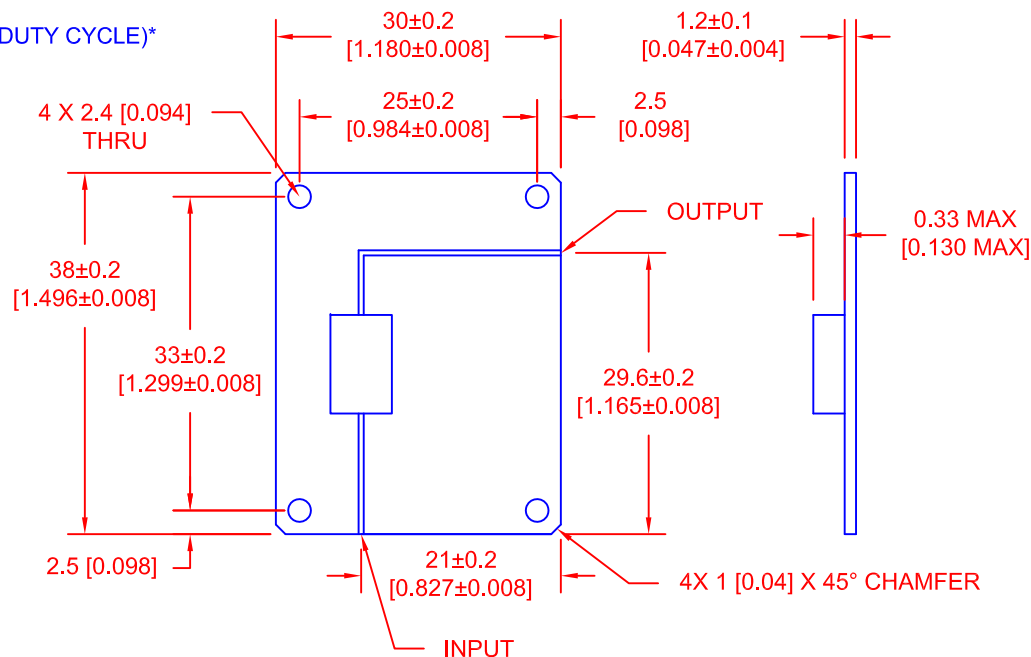 DUTY CYCLE)*
30±0.2
[1.180±0.008]
1.2±0.1
[0.047±0.004]
4 X 2.4 [0.094]
THRU
25±0.2
[0.984±0.008]
2.5
[0.098]
OUTPUT
0.33 MAX
[0.130 MAX]
38±0.2
[1.496±0.008]
33±0.2
[1.299±0.008]
29.6±0.2
[1.165±0.008]
2.5 [0.098]
21±0.2
[0.827±0.008]
4X 1 [0.04] X 45° CHAMFER
INPUT